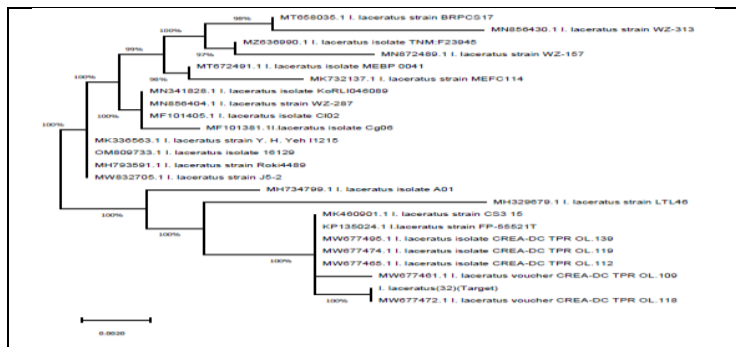 98% MT658035.1 I. laceratus strain BRPCS17
MN856430.1 I. laceratus strain WZ-313
99% MZ636990.1 I. laceratus isolate TNM:F23945
97% MN872489.1 I. laceratus strain WZ-157
100% MT672491.1 I. laceratus isolate MEBP 0041
98% MK732137.1 I. laceratus strain MEFC114
100% MN341828.1 I. laceratus isolate KoRLI046089
MN856404.1 I. laceratus strain WZ-287
100% MF101405.1 I. laceratus isolate CI02
100% MF101381.1I.laceratus isolate Cg06
MK336563.1 I. laceratus strain Y. H. Yeh I1215
OM809733.1 I. laceratus isolate 16129
MH793591.1 I. laceratus strain Roki4489
MW832705.1 I. laceratus strain J5-2
MH734799.1 I. laceratus isolate A01
100% MH329679.1 I. laceratus strain LTL46
MK460901.1 I. laceratus strain CS3 15
100% KP135024.1 I.laceratus strain FP-55521T
MW677495.1 I. laceratus isolate CREA-DC TPR OL.139
MW677474.1 I. laceratus isolate CREA-DC TPR OL.119
100% MW677465.1 I. laceratus isolate CREA-DC TPR OL.112
MW677461.1 I. laceratus voucher CREA-DC TPR OL.109
I. laceratus(32)(Target)
100% MW677472.1 I. laceratus voucher CREA-DC TPR OL.118
0.0020